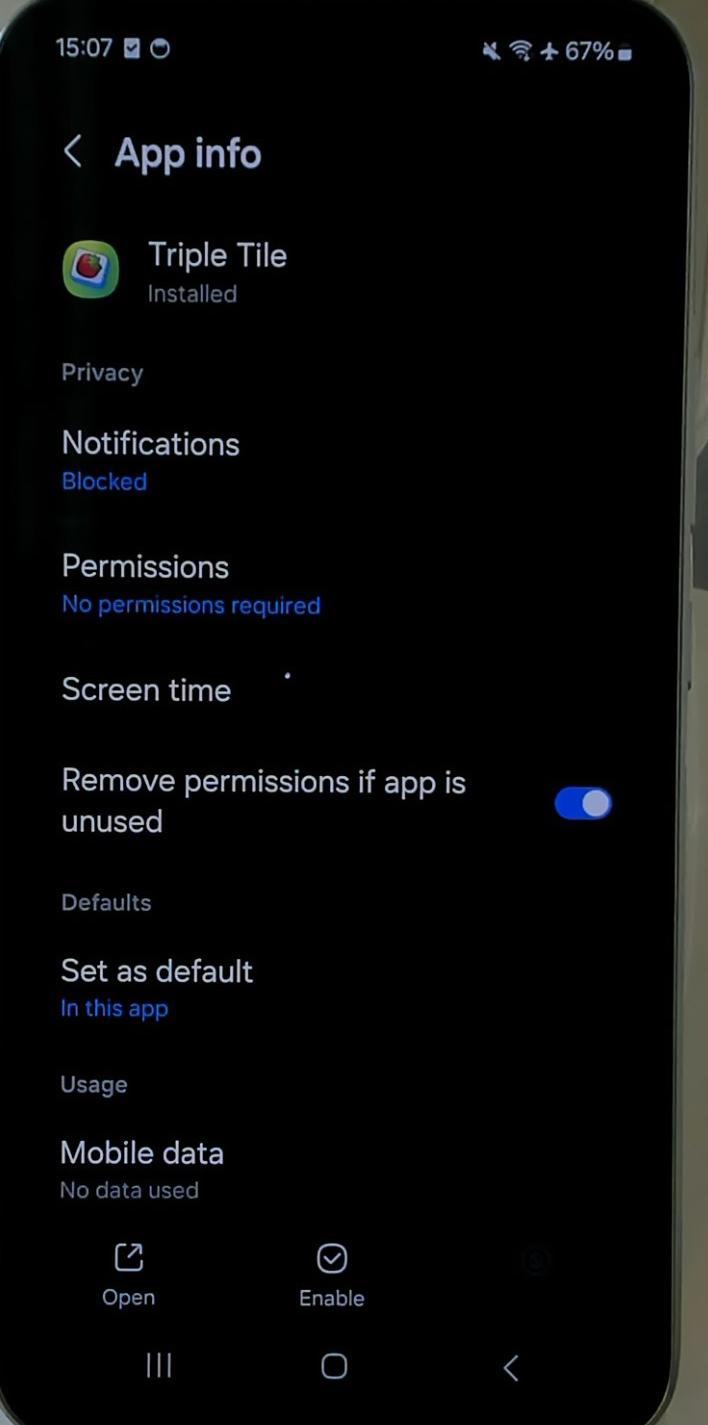 15:07
67%
App info
Triple Tile
Installed
Privacy
Notifications
Blocked
Permissions
No permissions required
Screen time
Remove permissions if app is
unused
Defaults
Set as default
In this app
Usage
Mobile data
No data used
Open
Enable